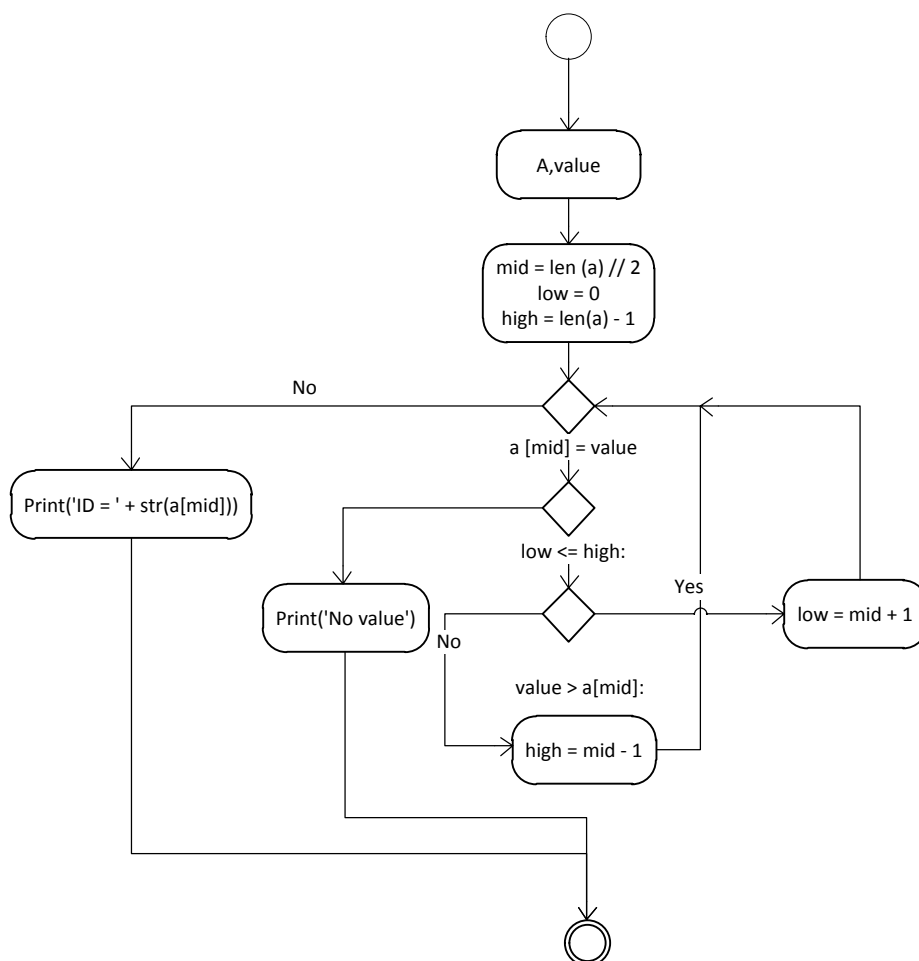 A,value
mid = len (a) // 2
low = 0
high = len(a) - 1
No
a [mid] = value
Print('ID = ' + str(a[mid]))
low <= high:
Yes
Print('No value')
low = mid + 1
No
value > a[mid]:
high = mid - 1